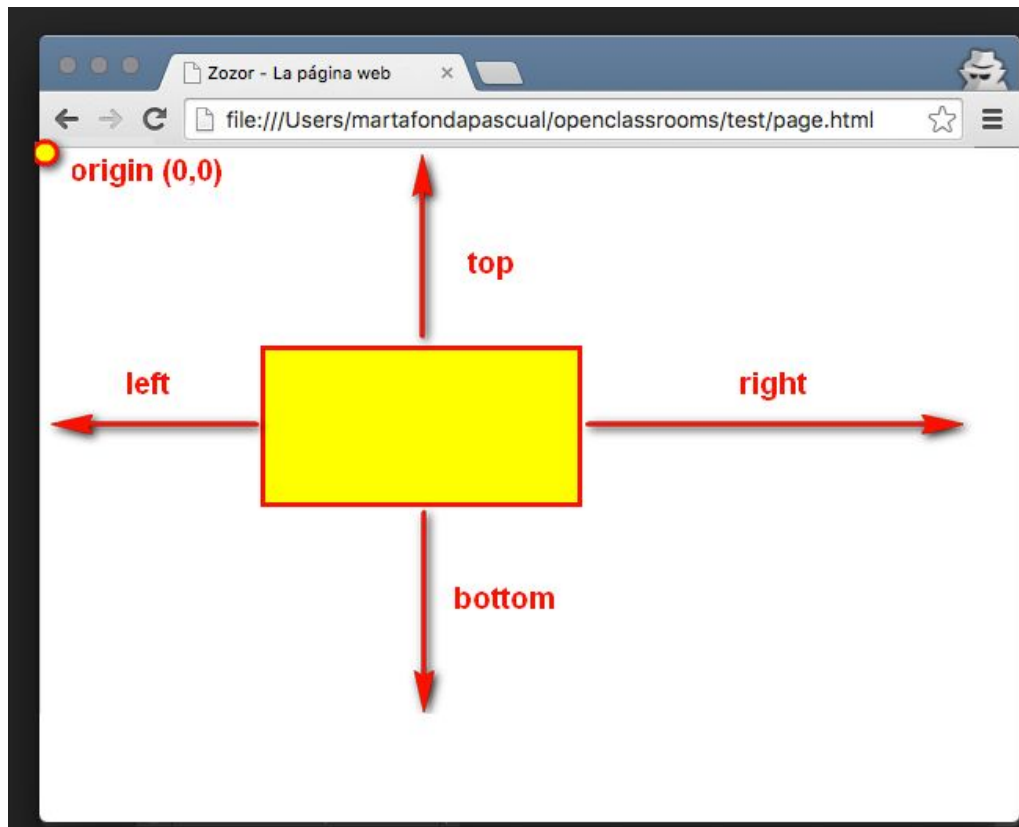 Zozor - La página web
file:///Users/martafondapascual/openclassrooms/test/page.html
origin (0,0)
top
left
right
bottom